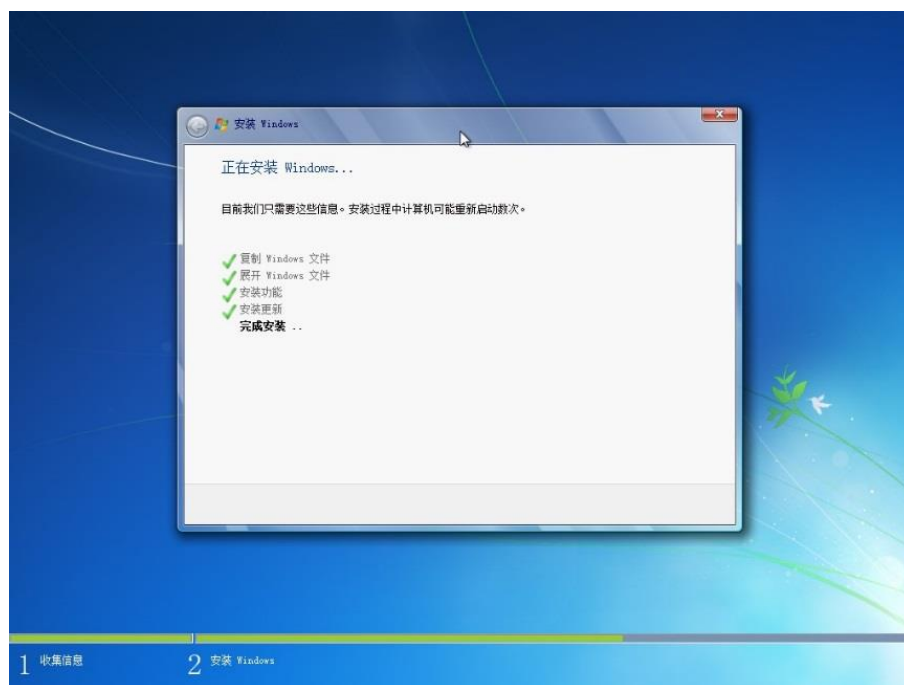 安装 Windows
正在安装 Windows...
目前我们只需要这些信息。安装过程中计算机可能重新启动数次。
复制 Windows 文件
展开 Windows 文件
安装功能
安装更新
完成安装 ..
1 收集信息
2 安装 Windows